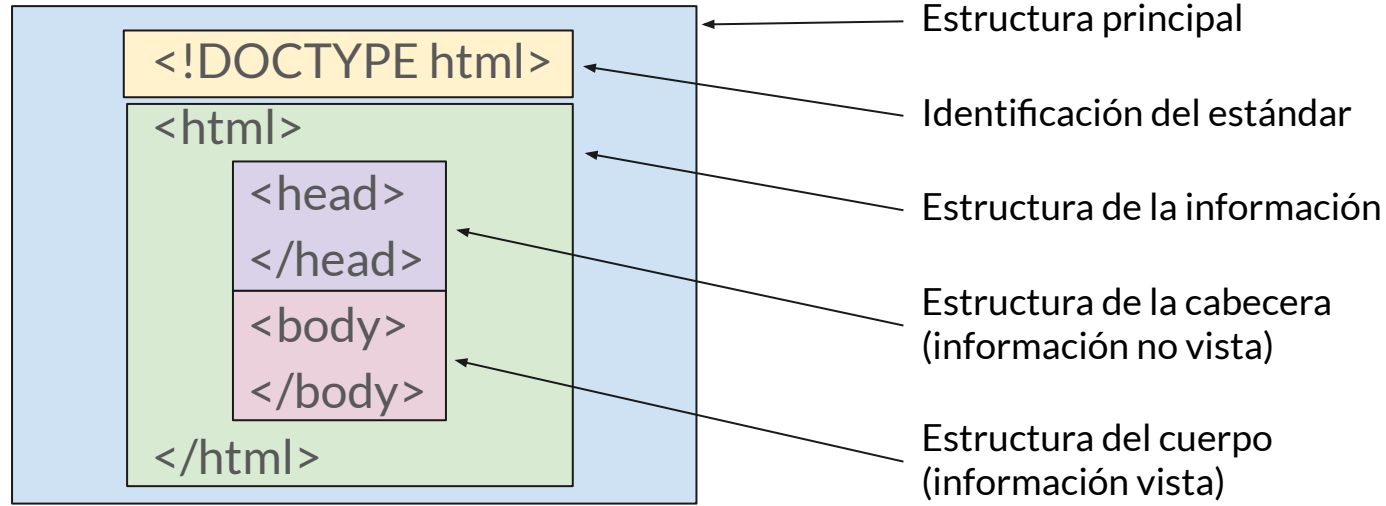 <!DOCTYPE html>
<html>
<head>
</head>
<body>
</body>
</html>
Estructura principal
Identificación del estándar
Estructura de la información
Estructura de la cabecera
(información no vista)
Estructura del cuerpo
(información vista)